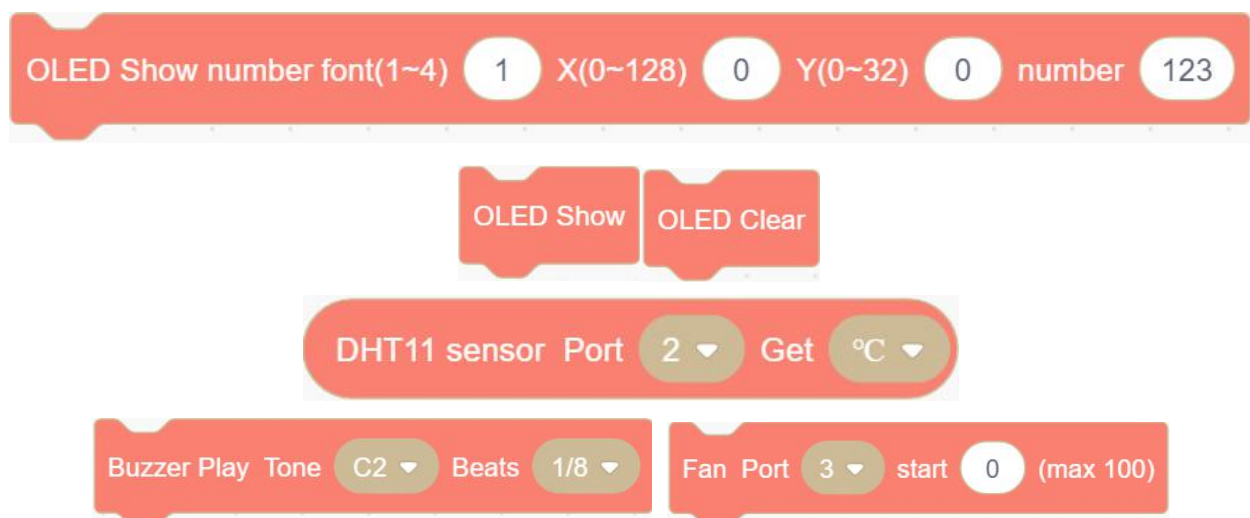 OLED Show number font(1~4) 1 X(0~128) 0 Y(0~32) 0 number 123
OLED Show OLED Clear
DHT11 sensor Port 2 Get ℃
Buzzer Play Tone C2 Beats 1/8 Fan Port 3 start 0 (max 100)